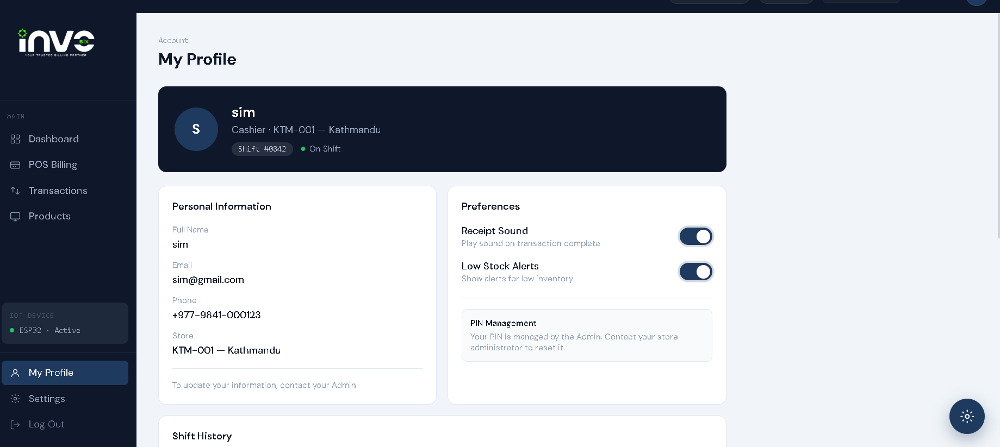 invo
six
YOUR TRUSTED BILLING PARTNER
MAIN
Dashboard
POS Billing
Transactions
Products
IOT DEVICE
ESP32 · Active
My Profile
Settings
Log Out
Account
My Profile
S
sim
Cashier · KTM-001 — Kathmandu
Shift #0842
On Shift
Personal Information
Full Name
sim
Email
sim@gmail.com
Phone
+977-9841-000123
Store
KTM-001 — Kathmandu
To update your information, contact your Admin.
Preferences
Receipt Sound
Play sound on transaction complete
Low Stock Alerts
Show alerts for low inventory
PIN Management
Your PIN is managed by the Admin. Contact your store
administrator to reset it.
Shift History